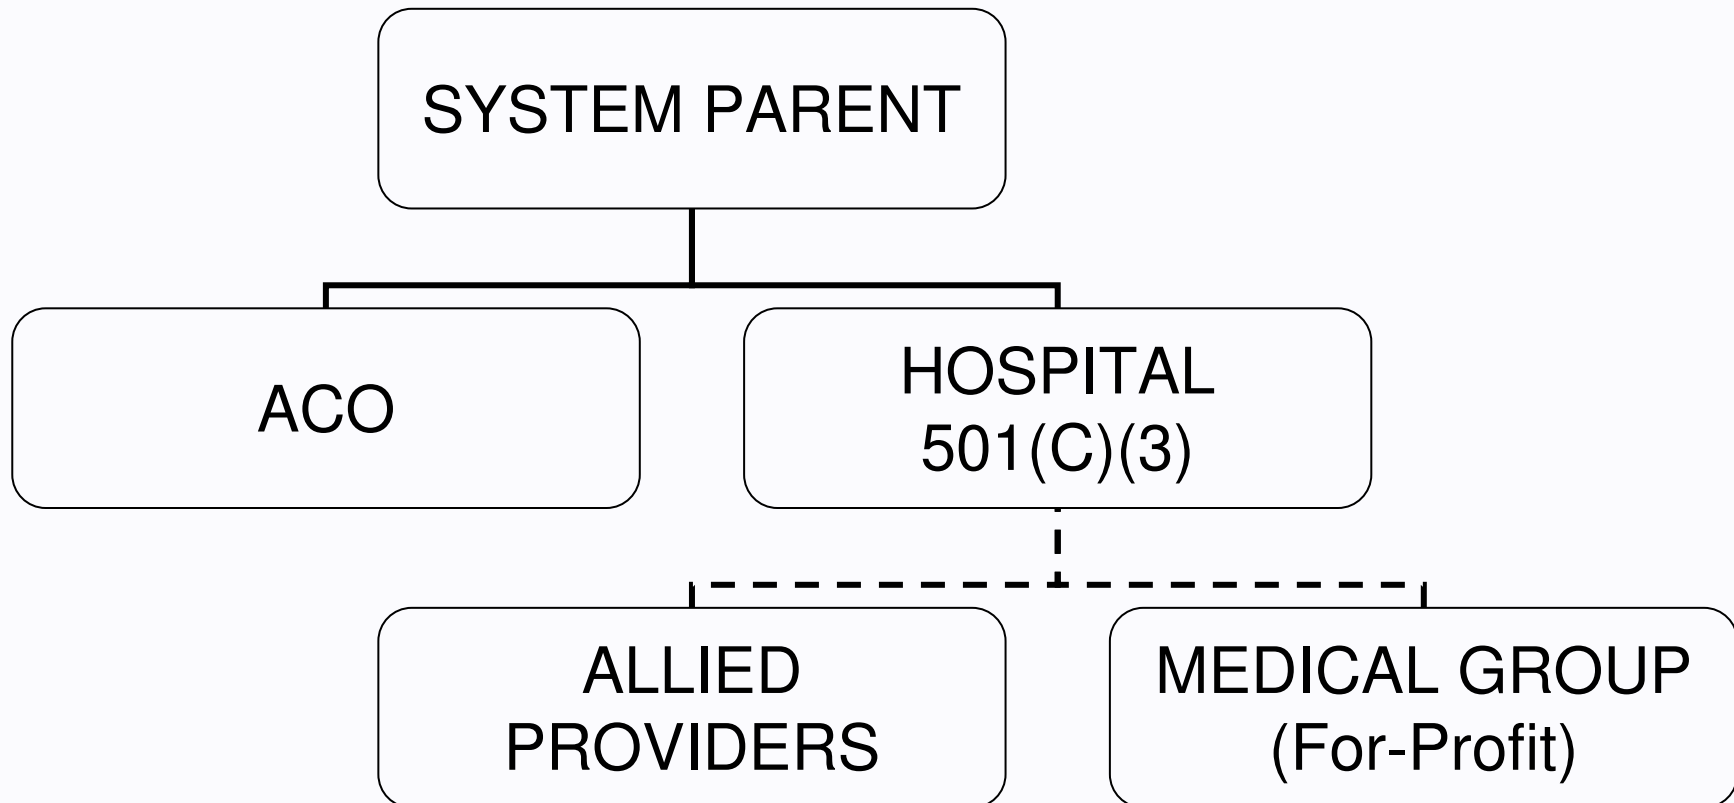 SYSTEM PARENT
ACO
HOSPITAL
501(C)(3)
ALLIED
PROVIDERS
MEDICAL GROUP
(For-Profit)